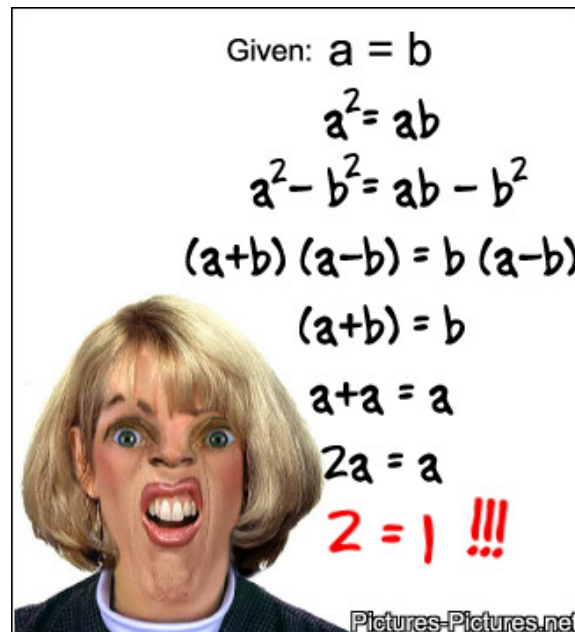 Given: a = b
a² = ab
a² - b² = ab - b²
(a+b) (a-b) = b (a-b)
(a+b) = b
a+a = a
2a = a
2 = 1 !!!
Pictures-Pictures.net